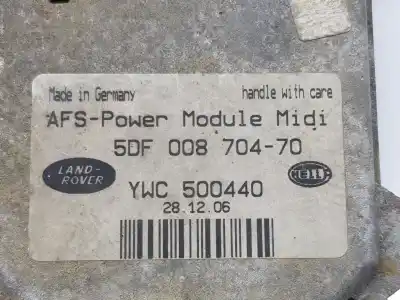 Made in Germany handle with care
AFS-Power Module Midi
5DF 008 704-70
LAND-
ROVER
HELLA
YWC 500440
28.12.06